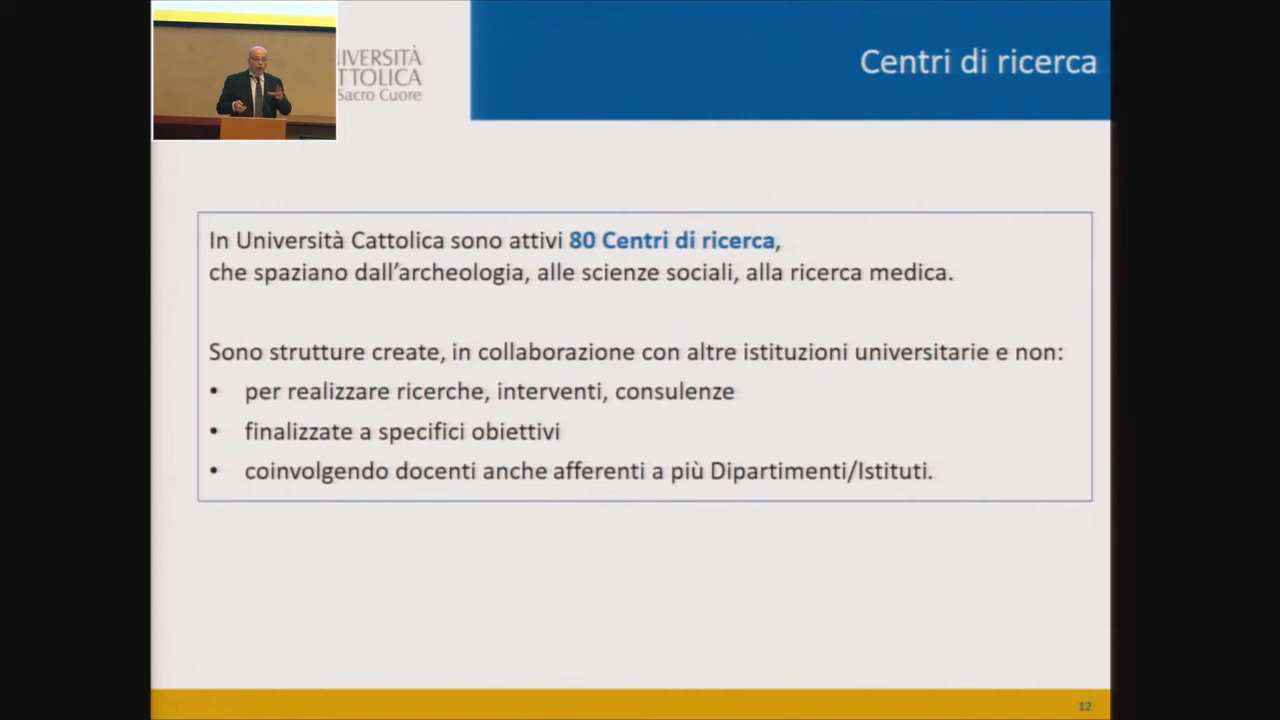 IVERSITÀ
TTOLICA
Sacro Cuore
Centri di ricerca
In Università Cattolica sono attivi 80 Centri di ricerca,
che spaziano dall’archeologia, alle scienze sociali, alla ricerca medica.
Sono strutture create, in collaborazione con altre istituzioni universitarie e non:
• per realizzare ricerche, interventi, consulenze
• finalizzate a specifici obiettivi
• coinvolgendo docenti anche afferenti a più Dipartimenti/Istituti.
12